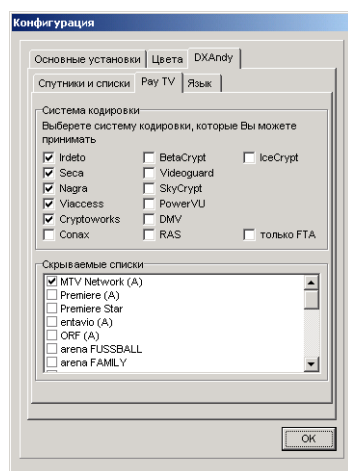 Конфигурация
Основные установки Цвета DXAndy
Спутники и списки Pay TV Язык
Система кодировки
Выберете систему кодировки, которые Вы можете
принимать
Irdeto BetaCrypt IceCrypt
Seca Videoguard
Nagra SkyCrypt
Viaccess PowerVU
Cryptoworks DMV
Conax RAS только FTA
Скрываемые списки
MTV Network (A)
Premiere (A)
Premiere Star
entavio (A)
ORF (A)
arena FUSSBALL
arena FAMILY
OK